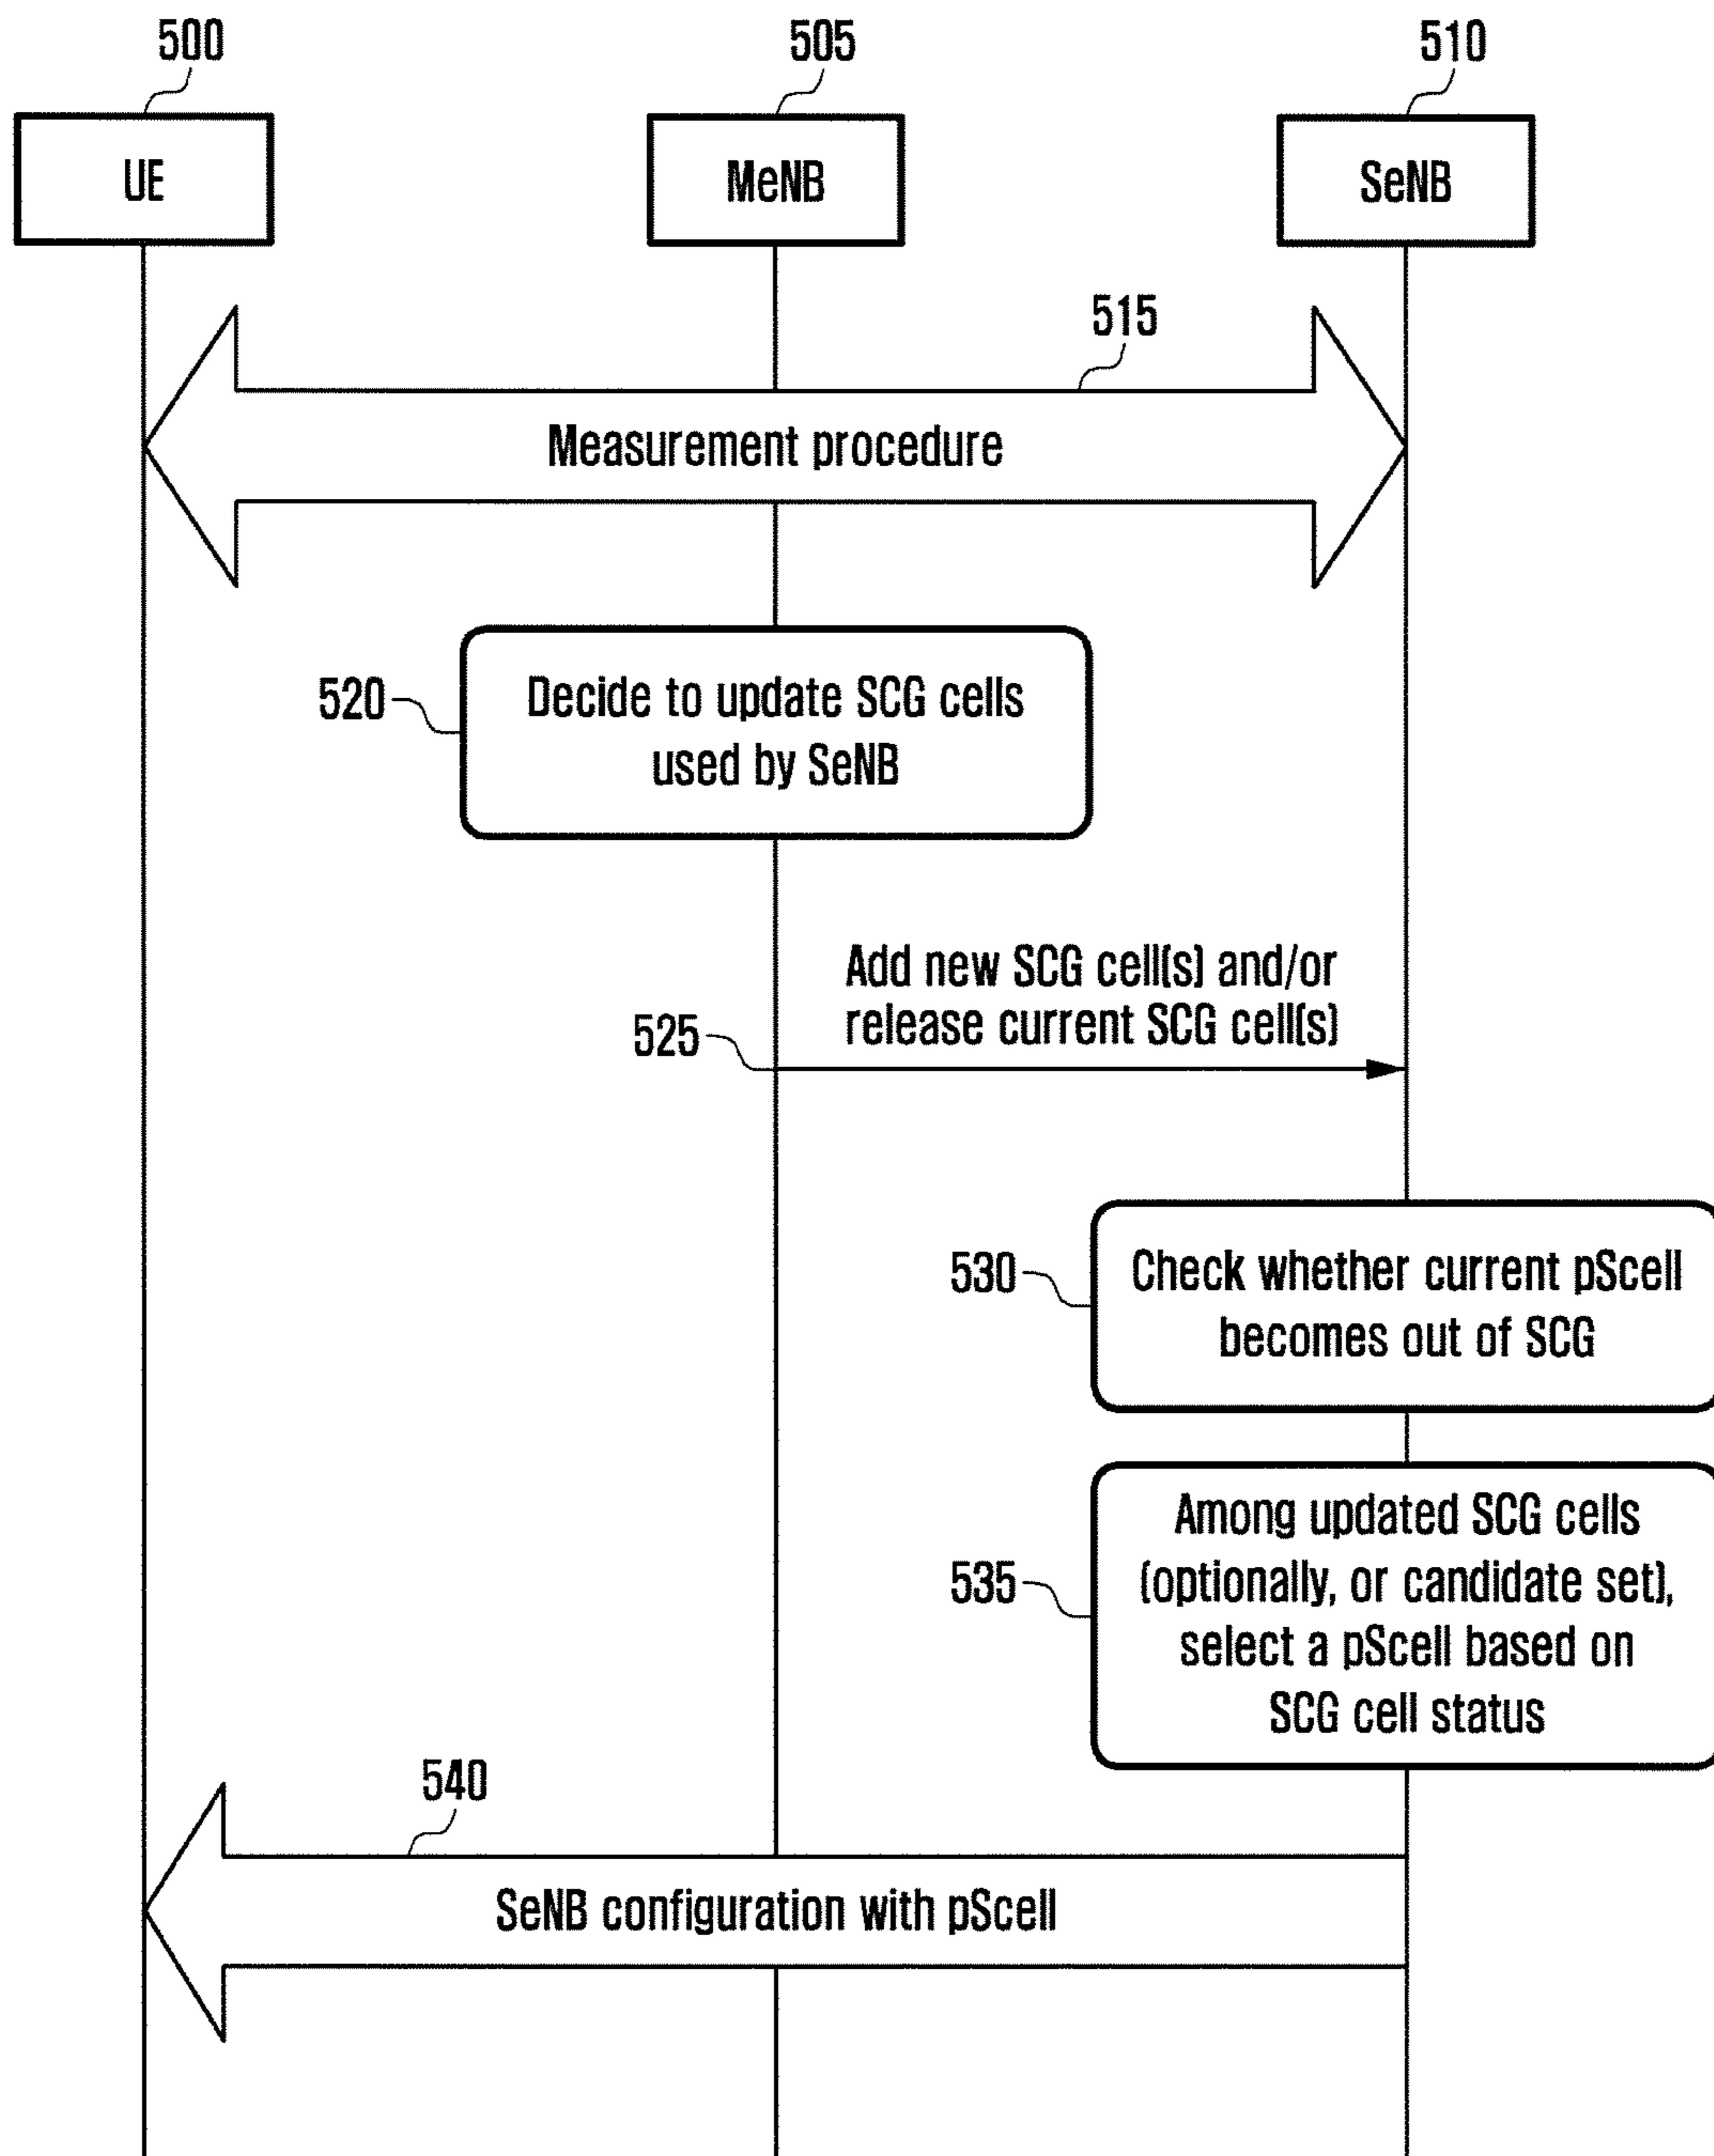 500
505
510
UE
MeNB
SeNB
515
Measurement procedure
520
Decide to update SCG cells
used by SeNB
Add new SCG cell(s) and/or
release current SCG cell(s)
525
530
Check whether current pScell
becomes out of SCG
535
Among updated SCG cells
(optionally, or candidate set),
select a pScell based on
SCG cell status
540
SeNB configuration with pScell